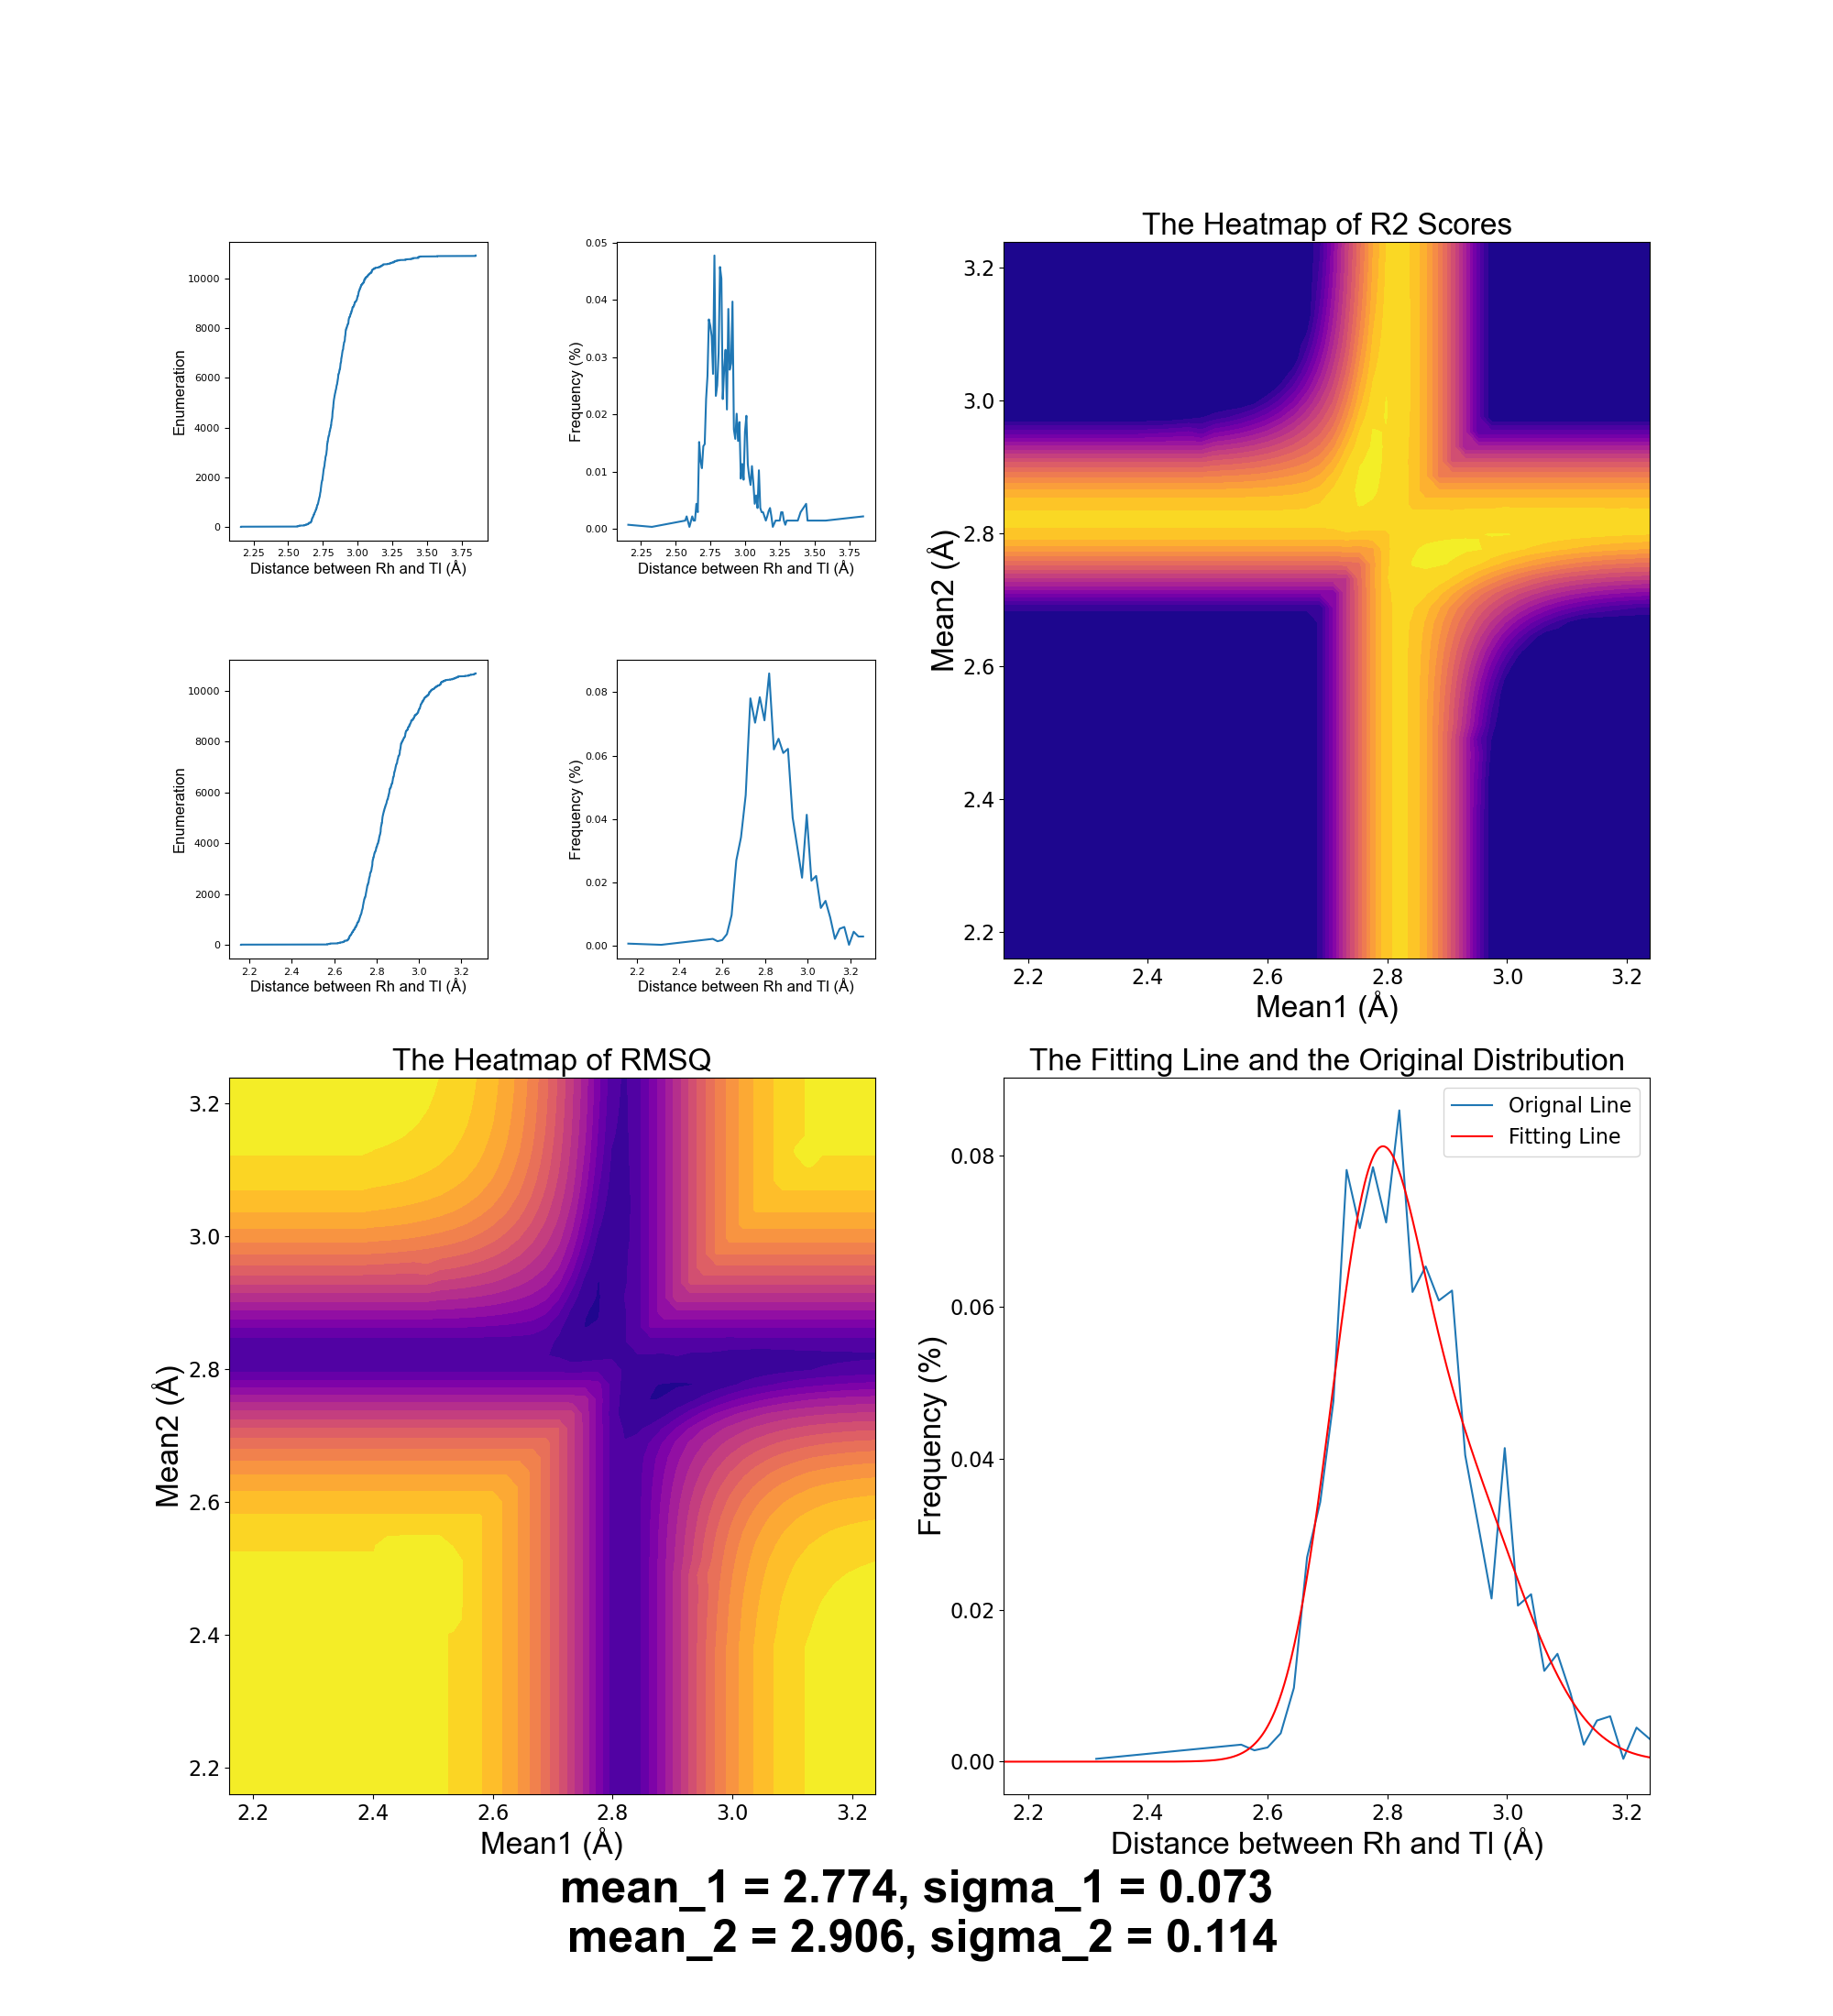 The Heatmap of R2 Scores
Enumeration
10000
8000
6000
4000
2000
0
2.25 2.50 2.75 3.00 3.25 3.50 3.75
Distance between Rh and Tl (Å)
Frequency (%)
0.05
0.04
0.03
0.02
0.01
0.00
2.25 2.50 2.75 3.00 3.25 3.50 3.75
Distance between Rh and Tl (Å)
Enumeration
10000
8000
6000
4000
2000
0
2.2 2.4 2.6 2.8 3.0 3.2
Distance between Rh and Tl (Å)
Frequency (%)
0.08
0.06
0.04
0.02
0.00
2.2 2.4 2.6 2.8 3.0 3.2
Distance between Rh and Tl (Å)
Mean2 (Å)
3.2
3.0
2.8
2.6
2.4
2.2
2.2 2.4 2.6 2.8 3.0 3.2
Mean1 (Å)
The Heatmap of RMSQ
Mean2 (Å)
3.2
3.0
2.8
2.6
2.4
2.2
2.2 2.4 2.6 2.8 3.0 3.2
Mean1 (Å)
The Fitting Line and the Original Distribution
Orignal Line
Fitting Line
Frequency (%)
0.08
0.06
0.04
0.02
0.00
2.2 2.4 2.6 2.8 3.0 3.2
Distance between Rh and Tl (Å)
mean_1 = 2.774, sigma_1 = 0.073
mean_2 = 2.906, sigma_2 = 0.114